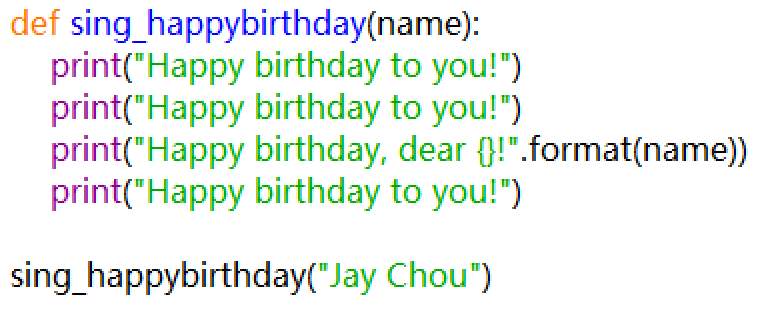 def sing_happybirthday(name):
    print("Happy birthday to you!")
    print("Happy birthday to you!")
    print("Happy birthday, dear {}!".format(name))
    print("Happy birthday to you!")

sing_happybirthday("Jay Chou")